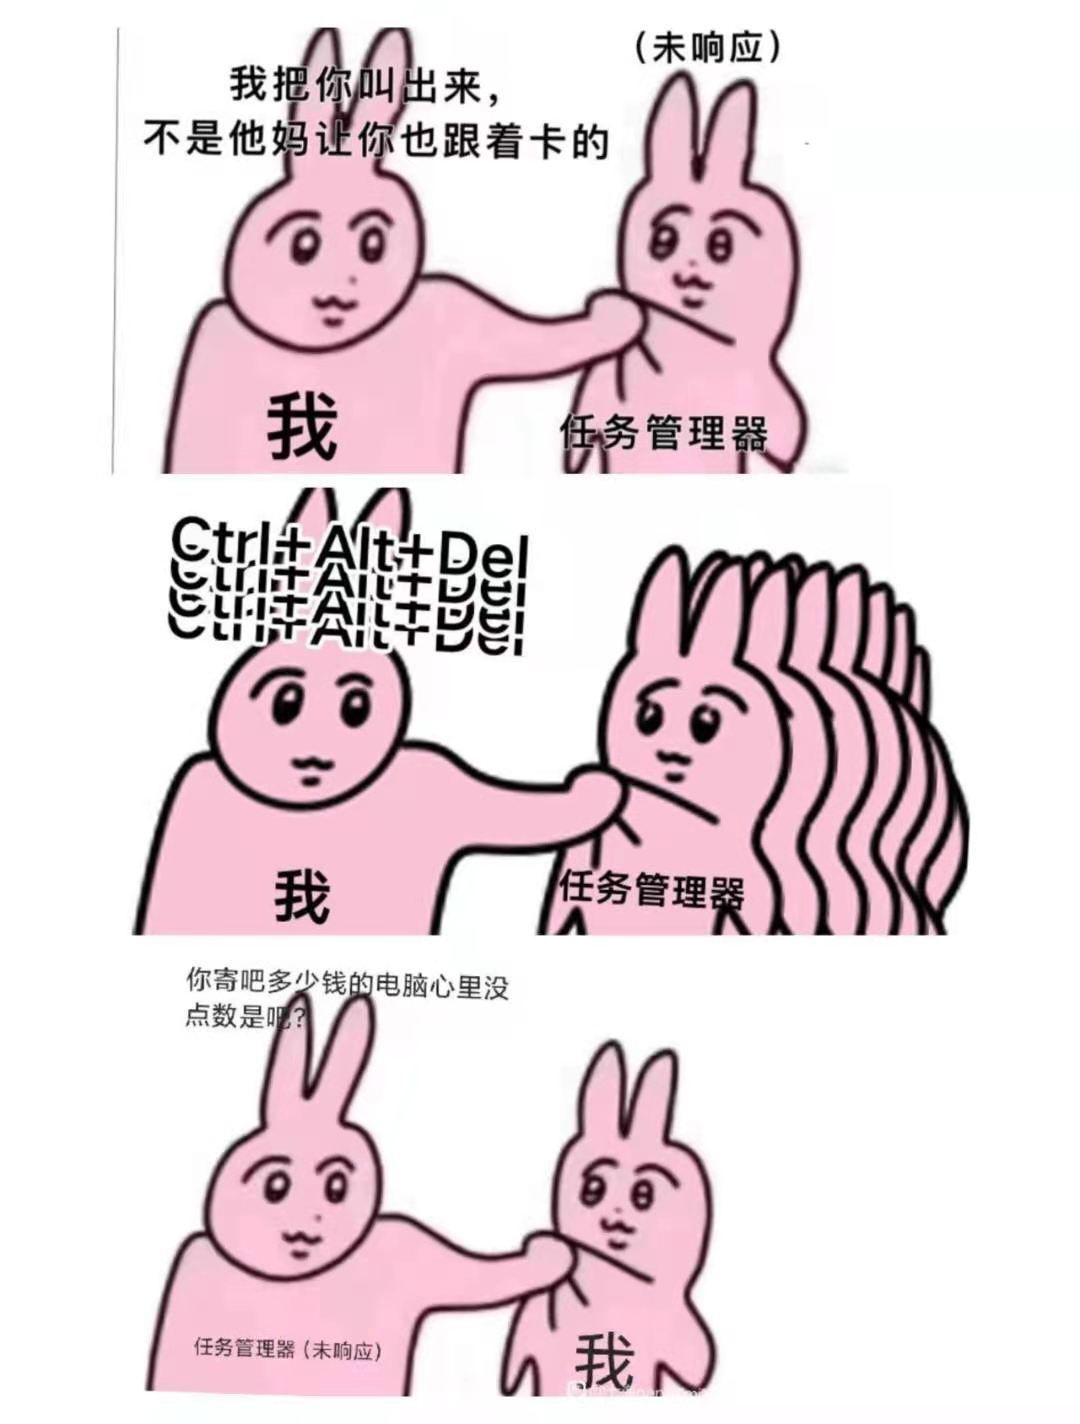 （未响应）
我把你叫出来，
不是他妈让你也跟着卡的
我
任务管理器
Ctrl+Alt+Del
Ctrl+Alt+Del
Ctrl+Alt+Del
Ctrl+Alt+Del
我
任务管理器
你寄吧多少钱的电脑心里没
点数是吧？
任务管理器（未响应）
我